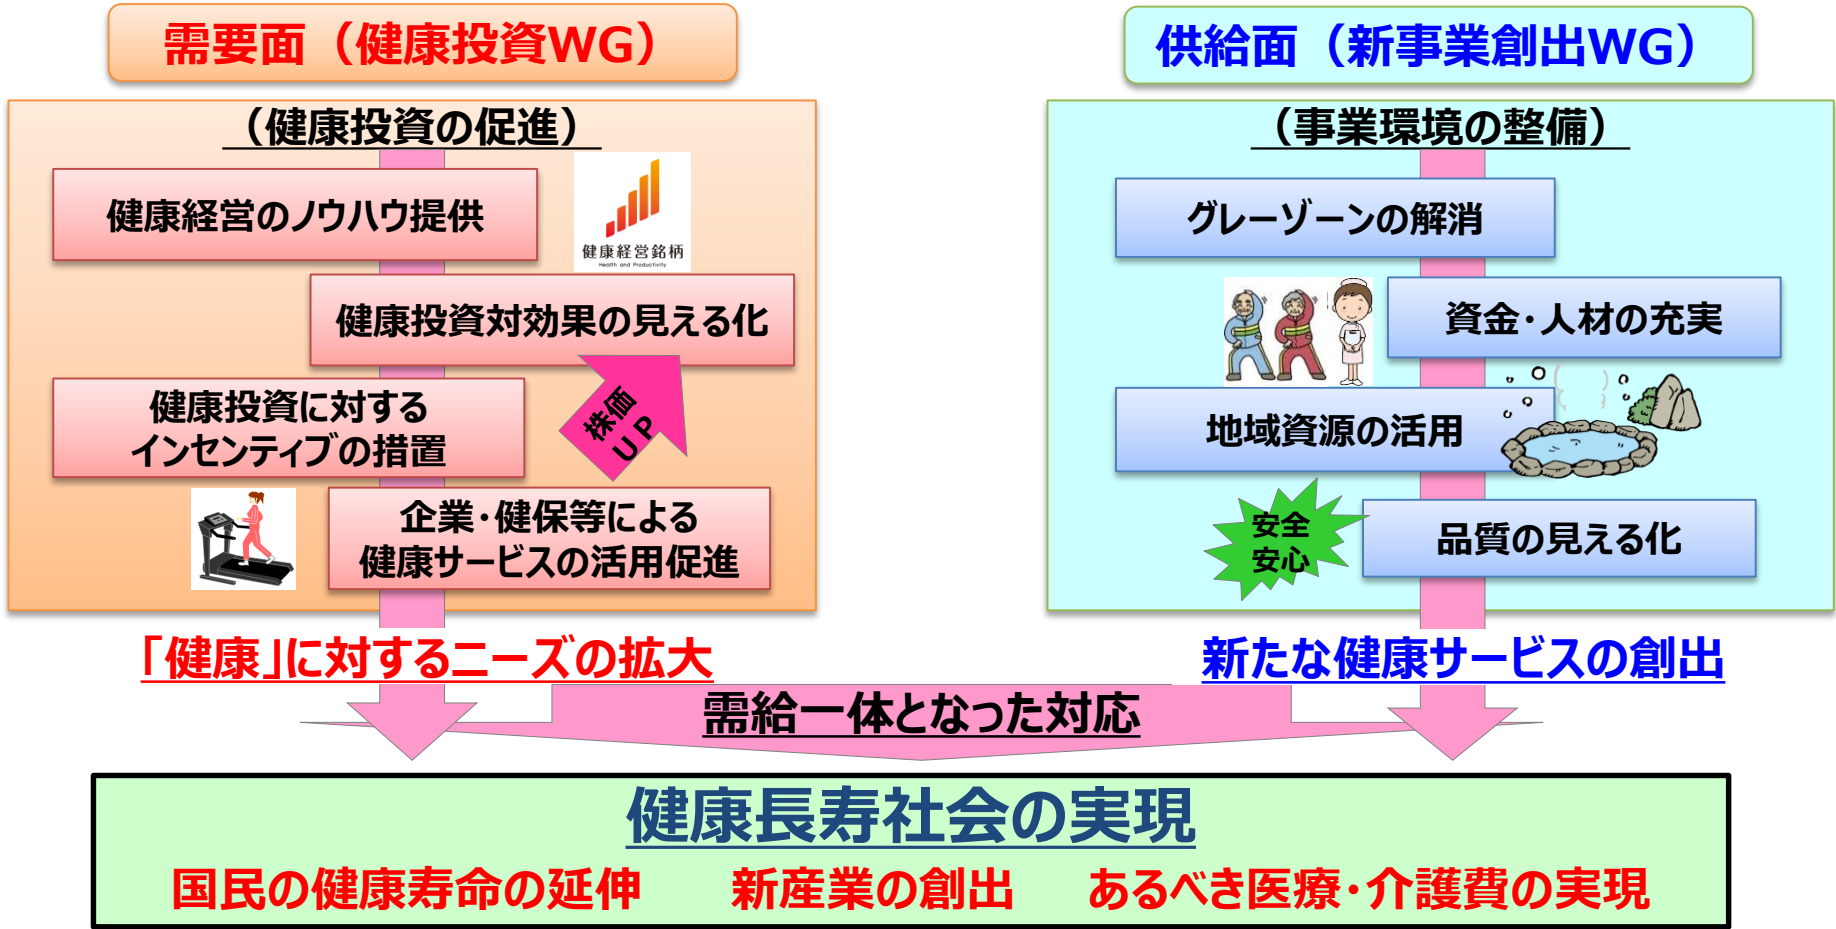 需要面（健康投資WG）
（健康投資の促進）
健康経営のノウハウ提供
健康経営銘柄
Health and Productivity
健康投資対効果の見える化
健康投資に対する
インセンティブの措置
株価
UP
企業・健保等による
健康サービスの活用促進
「健康」に対するニーズの拡大
供給面（新事業創出WG）
（事業環境の整備）
グレーゾーンの解消
資金・人材の充実
地域資源の活用
安全
安心
品質の見える化
新たな健康サービスの創出
需給一体となった対応
健康長寿社会の実現
国民の健康寿命の延伸 新産業の創出 あるべき医療・介護費の実現